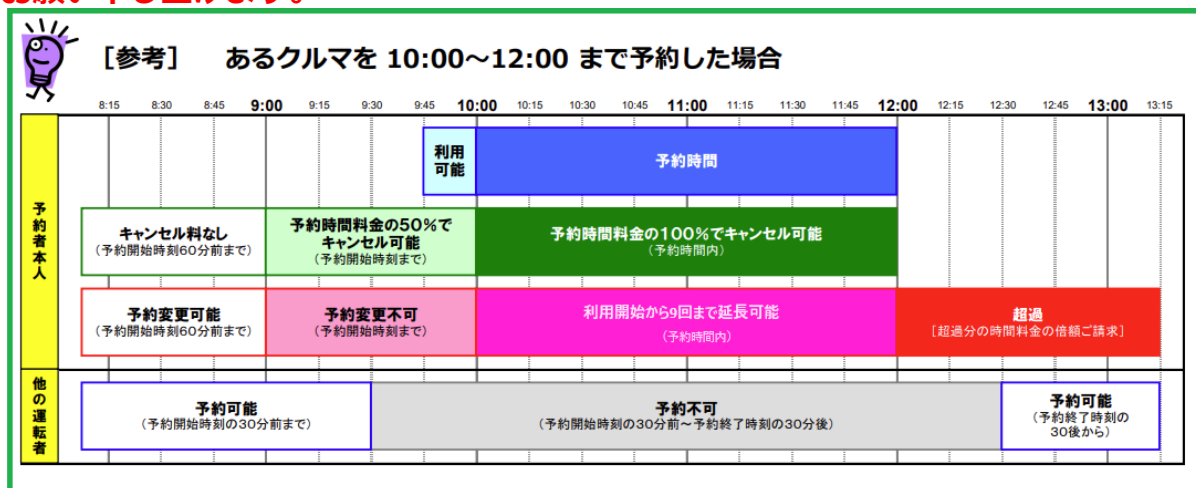 お願い申し上げます。
［参考］　あるクルマを 10:00～12:00 まで予約した場合
8:15 8:30 8:45 9:00 9:15 9:30 9:45 10:00 10:15 10:30 10:45 11:00 11:15 11:30 11:45 12:00 12:15 12:30 12:45 13:00 13:15
予約者本人
利用
可能
予約時間
キャンセル料なし
（予約開始時刻60分前まで）
予約時間料金の50％で
キャンセル可能
（予約開始時刻まで）
予約時間料金の100％でキャンセル可能
（予約時間内）
予約変更可能
（予約開始時刻60分前まで）
予約変更不可
（予約開始時刻まで）
利用開始から9回まで延長可能
（予約時間内）
超過
［超過分の時間料金の倍額ご請求］
他の運転者
予約可能
（予約開始時刻の30分前まで）
予約不可
（予約開始時刻の30分前～予約終了時刻の30分後）
予約可能
（予約終了時刻の
30後から）